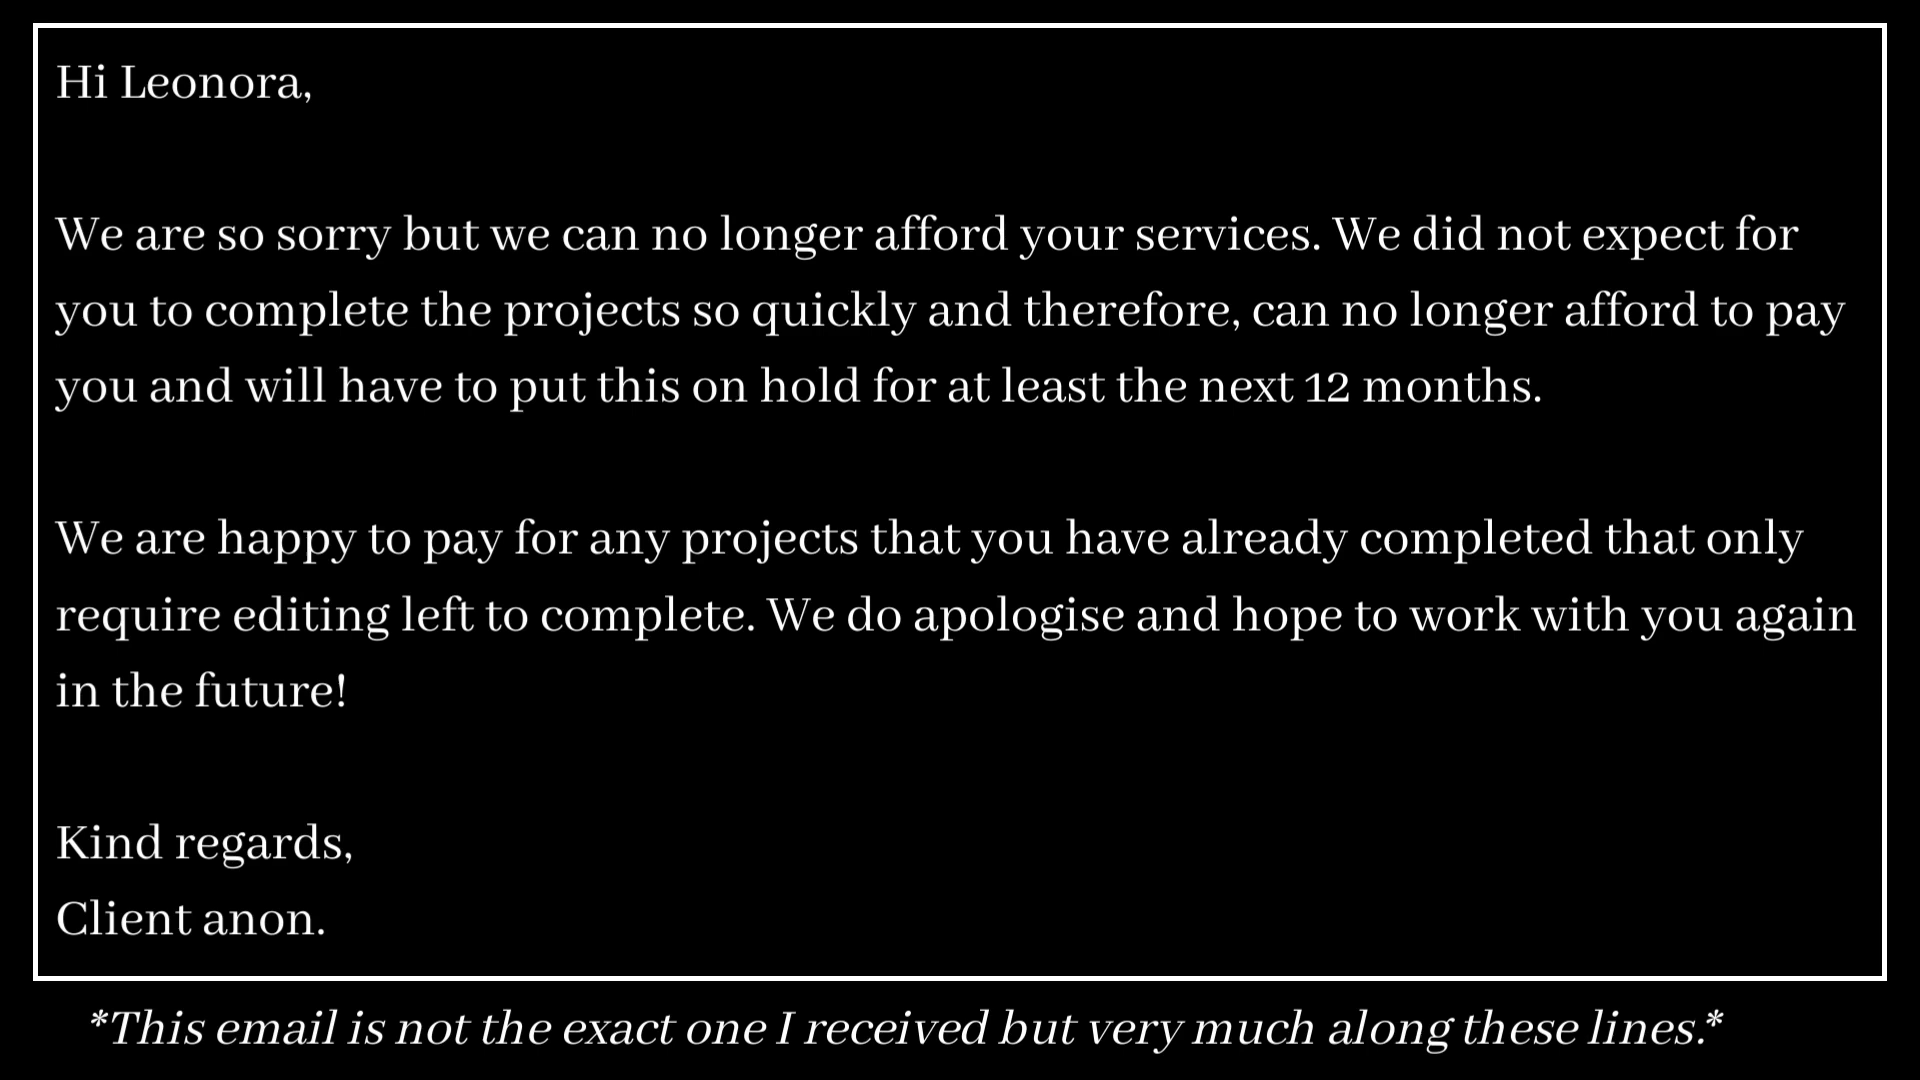 Hi Leonora,
We are so sorry but we can no longer afford your services. We did not expect for
you to complete the projects so quickly and therefore, can no longer afford to pay
you and will have to put this on hold for at least the next 12 months.
We are happy to pay for any projects that you have already completed that only
require editing left to complete. We do apologise and hope to work with you again
in the future!
Kind regards,
Client anon.
*This email is not the exact one I received but very much along these lines.*